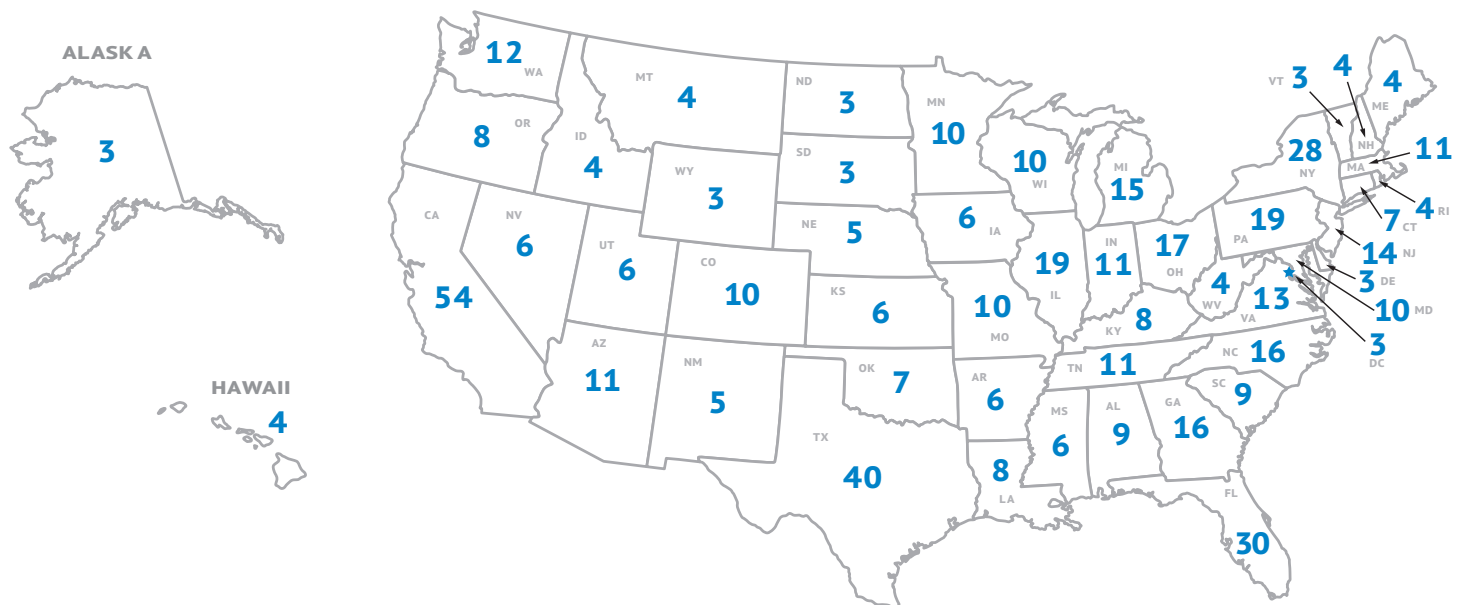 ALASKA
3
HAWAII
4
12
WA
8
OR
CA
54
NV
6
ID
4
MT
4
WY
3
UT
6
CO
10
AZ
11
NM
5
ND
3
SD
3
NE
5
KS
6
OK
7
TX
40
MN
10
6
IA
10
MO
AR
6
8
LA
10
WI
19
IL
MI
15
IN
11
17
OH
KY
8
TN
11
MS
6
AL
9
GA
16
FL
30
SC
9
NC
16
13
VA
4
WV
19
PA
28
NY
VT
3
4
NH
4
ME
11
MA
4
RI
7
CT
14
NJ
3
DE
10
MD
3
DC